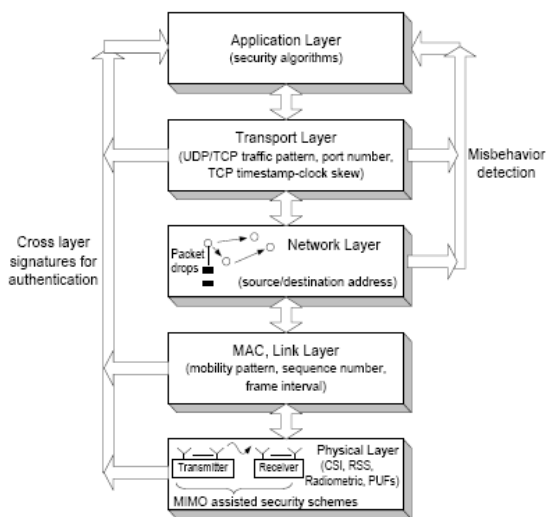 Application Layer
(security algorithms)
Transport Layer
(UDP/TCP traffic pattern, port number,
TCP timestamp-clock skew)
Misbehavior
detection
Cross layer
signatures for
authentication
Packet
drops
Network Layer
(source/destination address)
MAC, Link Layer
(mobility pattern, sequence number,
frame interval)
Transmitter
Receiver
Physical Layer
(CSI, RSS,
Radiometric, PUFs)
MIMO assisted security schemes